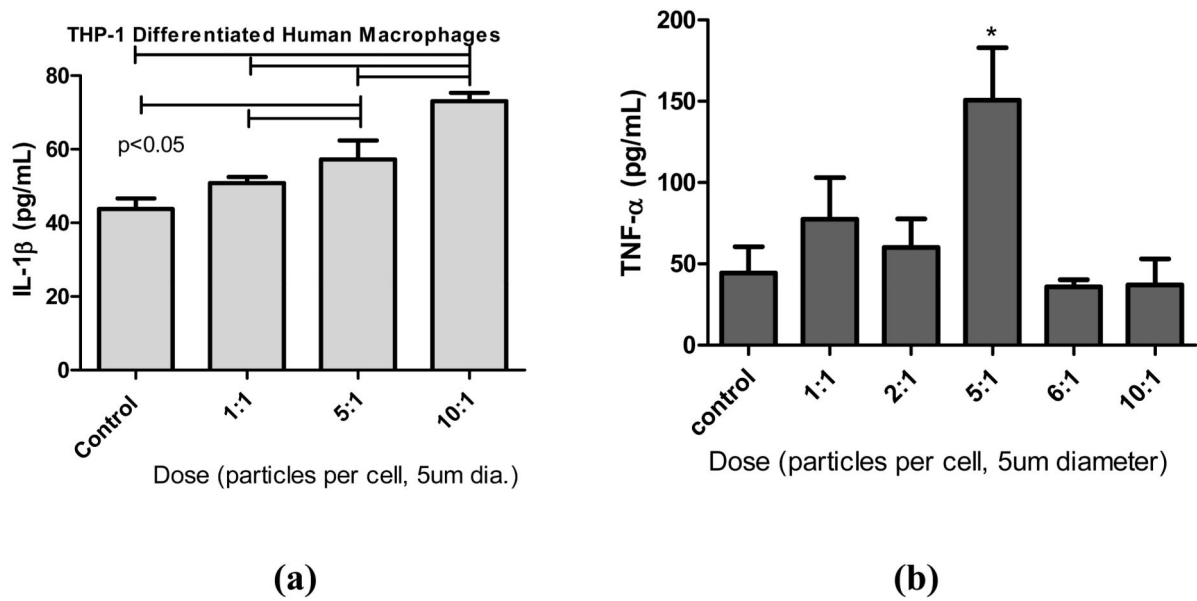 THP-1 Differentiated Human Macrophages
80
60
40
20
0
IL-1β (pg/mL)
p<0.05
Control
1:1
5:1
10:1
Dose (particles per cell, 5um dia.)
(a)
200
150
100
50
0
TNF-α (pg/mL)
*
control
1:1
2:1
5:1
6:1
10:1
Dose (particles per cell, 5um diameter)
(b)